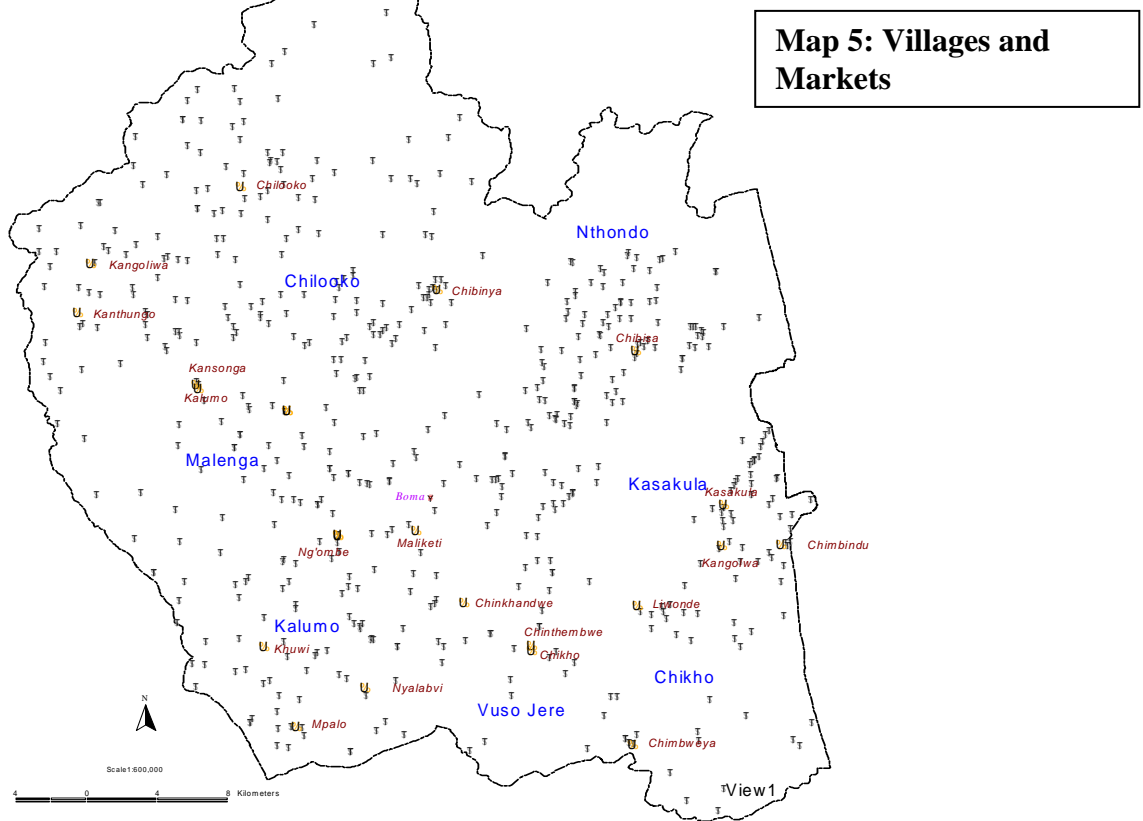 Map 5: Villages and
Markets
Chilooko
Nthondo
Kangoliwa
Chilooko
Chibinya
Kanthungo
Chibisa
Kansonga
Kalumo
Malenga
Kasakula
Kasakula
Boma
Maliketi
Ng'ombe
Chimbindu
Kangolwa
Chinkhandwe
Kalumo
Chinthembwe
Khuwi
Chikho
Chikho
Nyalabvi
Vuso Jere
Mpalo
Chimbweya
N
Scale1:600,000
4 0 4 8 Kilometers
View1